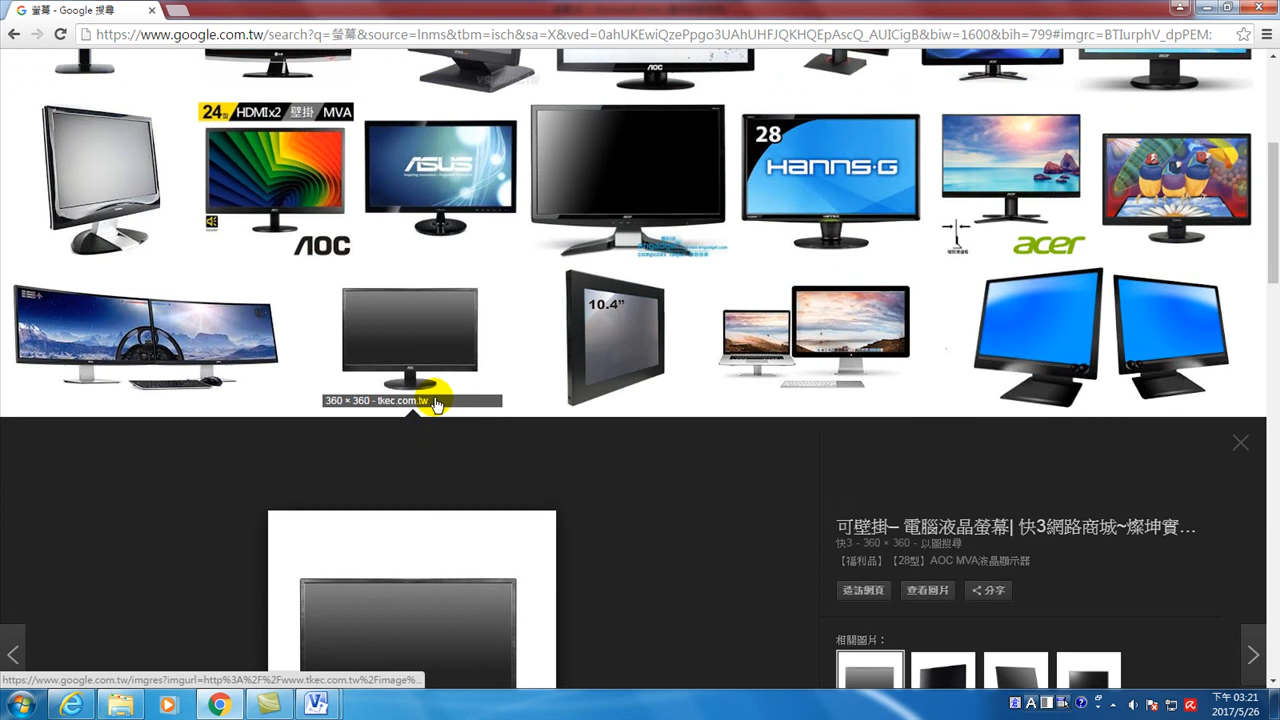 螢幕 - Google 搜尋
https://www.google.com.tw/search?q=螢幕&source=lnms&tbm=isch&sa=X&ved=0ahUKEwiQzePpgo3UAhUHFJQKHQEpAscQ_AUICigB&biw=1600&bih=799#imgrc=BTIurphV_dpPEM:
AOC
24型 HDMIx2 壁掛 MVA
AOC
ASUS
28
HANNS·G
acer
10.4"
360 × 360 - tkec.com.tw
可壁掛– 電腦液晶螢幕| 快3網路商城~燦坤實...
快3 - 360 × 360 - 以圖搜尋
【福利品】【28型】AOC MVA液晶顯示器
造訪網頁 查看圖片 分享
相關圖片：
https://www.google.com.tw/imgres?imgurl=http%3A%2F%2Fwww.tkec.com.tw%2Fimage%...
下午 03:21
2017/5/26